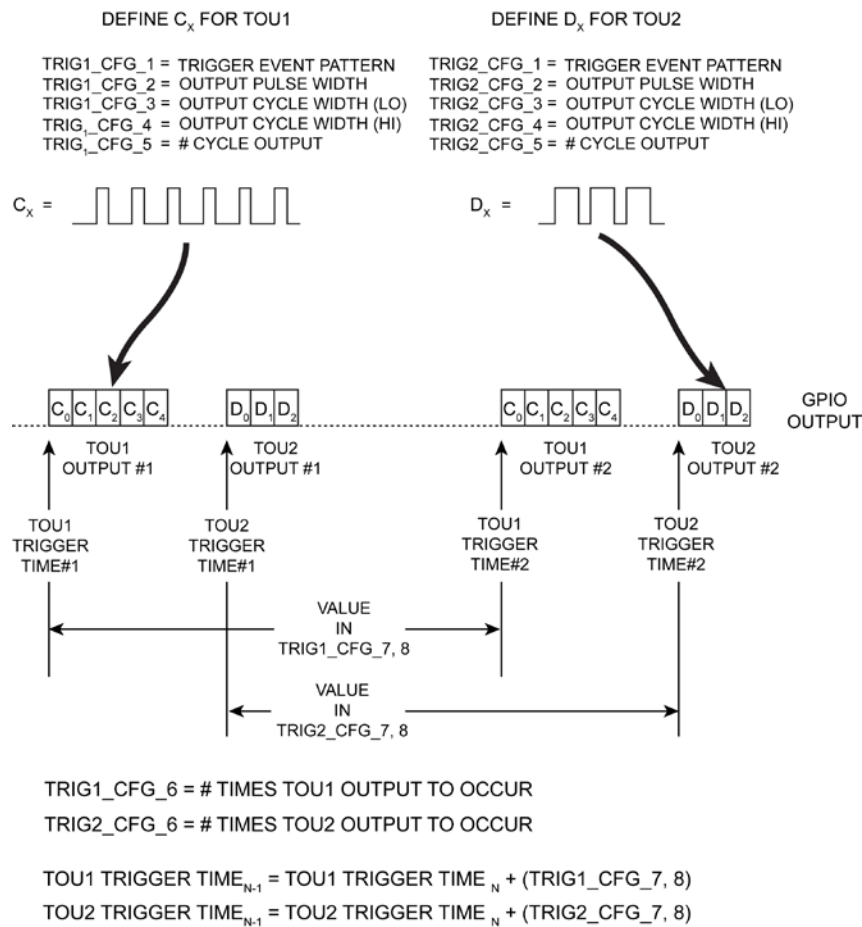 DEFINE Cx FOR TOU1
TRIG1_CFG_1 = TRIGGER EVENT PATTERN
TRIG1_CFG_2 = OUTPUT PULSE WIDTH
TRIG1_CFG_3 = OUTPUT CYCLE WIDTH (LO)
TRIG1_CFG_4 = OUTPUT CYCLE WIDTH (HI)
TRIG1_CFG_5 = # CYCLE OUTPUT
DEFINE Dx FOR TOU2
TRIG2_CFG_1 = TRIGGER EVENT PATTERN
TRIG2_CFG_2 = OUTPUT PULSE WIDTH
TRIG2_CFG_3 = OUTPUT CYCLE WIDTH (LO)
TRIG2_CFG_4 = OUTPUT CYCLE WIDTH (HI)
TRIG2_CFG_5 = # CYCLE OUTPUT
Cx =
Dx =
C0 C1 C2 C3 C4
D0 D1 D2
C0 C1 C2 C3 C4
D0 D1 D2
GPIO
OUTPUT
TOU1
OUTPUT #1
TOU2
OUTPUT #1
TOU1
OUTPUT #2
TOU2
OUTPUT #2
TOU1
TRIGGER
TIME#1
TOU2
TRIGGER
TIME#1
TOU1
TRIGGER
TIME#2
TOU2
TRIGGER
TIME#2
VALUE
IN
TRIG1_CFG_7, 8
VALUE
IN
TRIG2_CFG_7, 8
TRIG1_CFG_6 = # TIMES TOU1 OUTPUT TO OCCUR
TRIG2_CFG_6 = # TIMES TOU2 OUTPUT TO OCCUR
TOU1 TRIGGER TIME N-1 = TOU1 TRIGGER TIME N + (TRIG1_CFG_7, 8)
TOU2 TRIGGER TIME N-1 = TOU2 TRIGGER TIME N + (TRIG2_CFG_7, 8)